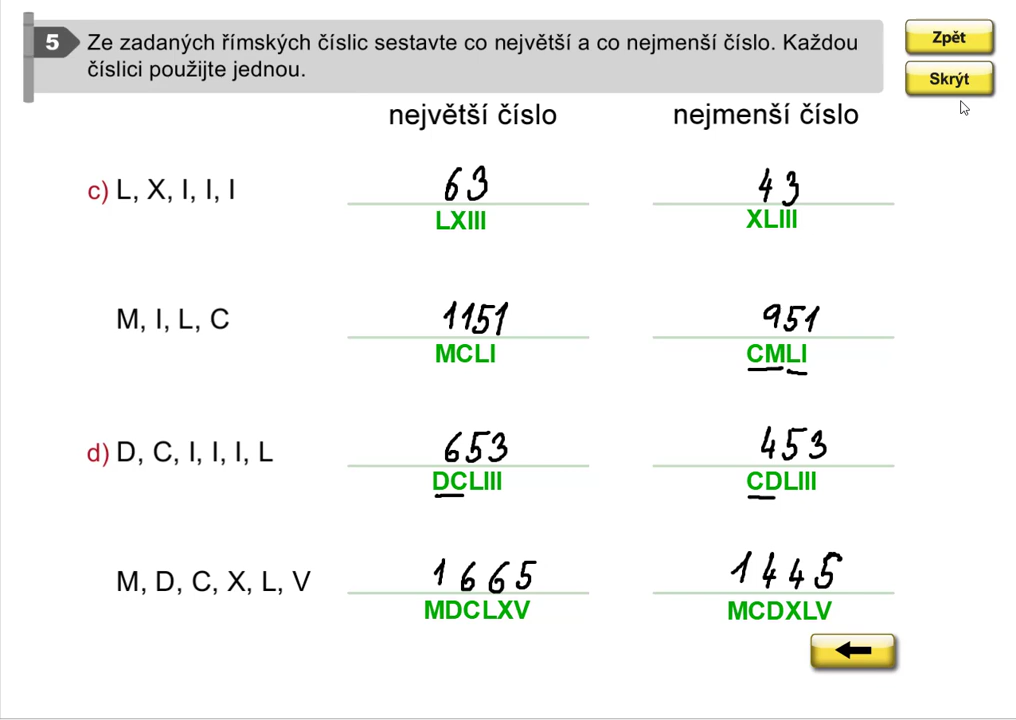 5 Ze zadaných římských číslic sestavte co největší a co nejmenší číslo. Každou
číslici použijte jednou.
Zpět
Skrýt
největší číslo nejmenší číslo
c) L, X, I, I, I 63 43
LXIII XLIII
M, I, L, C 1151 951
MCLI CMLI
d) D, C, I, I, I, L 653 453
DCLIII CDLIII
M, D, C, X, L, V 1665 1445
MDCLXV MCDXLV